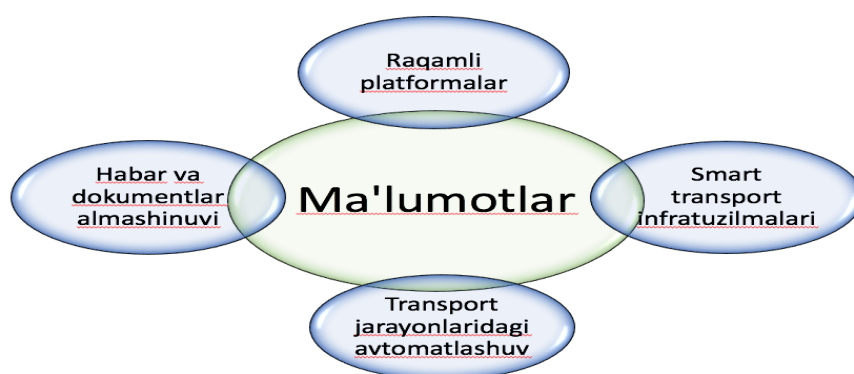 Raqamli
platformalar
Habar va
dokumentlar
almashinuvi
Ma'lumotlar
Smart
transport
infratuzilmalari
Transport
jarayonlaridagi
avtomatlashuv